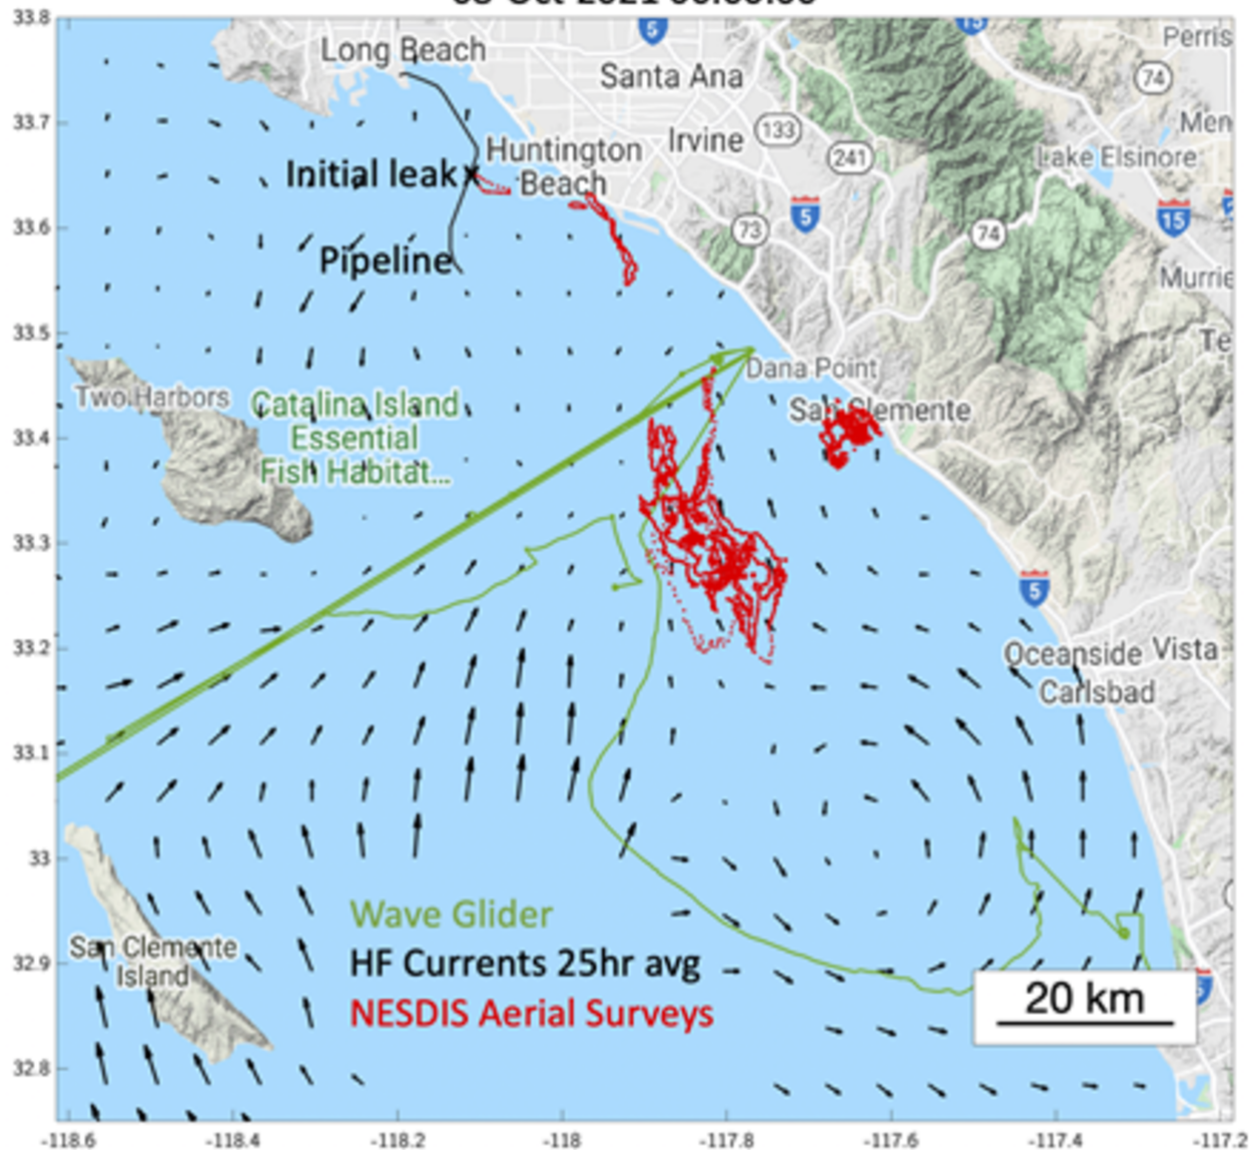 33.8
33.7
33.6
33.5
33.4
33.3
33.2
33.1
33
32.9
32.8
Long Beach
5
15
Perris
Santa Ana
74
Irvine
133
Men
241
Lake Elsinore
Huntington
Beach
Initial leak x
5
15
73
74
Pipeline
Murrie
Te
Dana Point
Two Harbors
Catalina Island
Essential
Fish Habitat...
San Clemente
5
Oceanside
Vista
Carlsbad
Wave Glider
San Clemente
Island
HF Currents 25hr avg
NESDIS Aerial Surveys
20 km
-118.6
-118.4
-118.2
-118
-117.8
-117.6
-117.4
-117.2